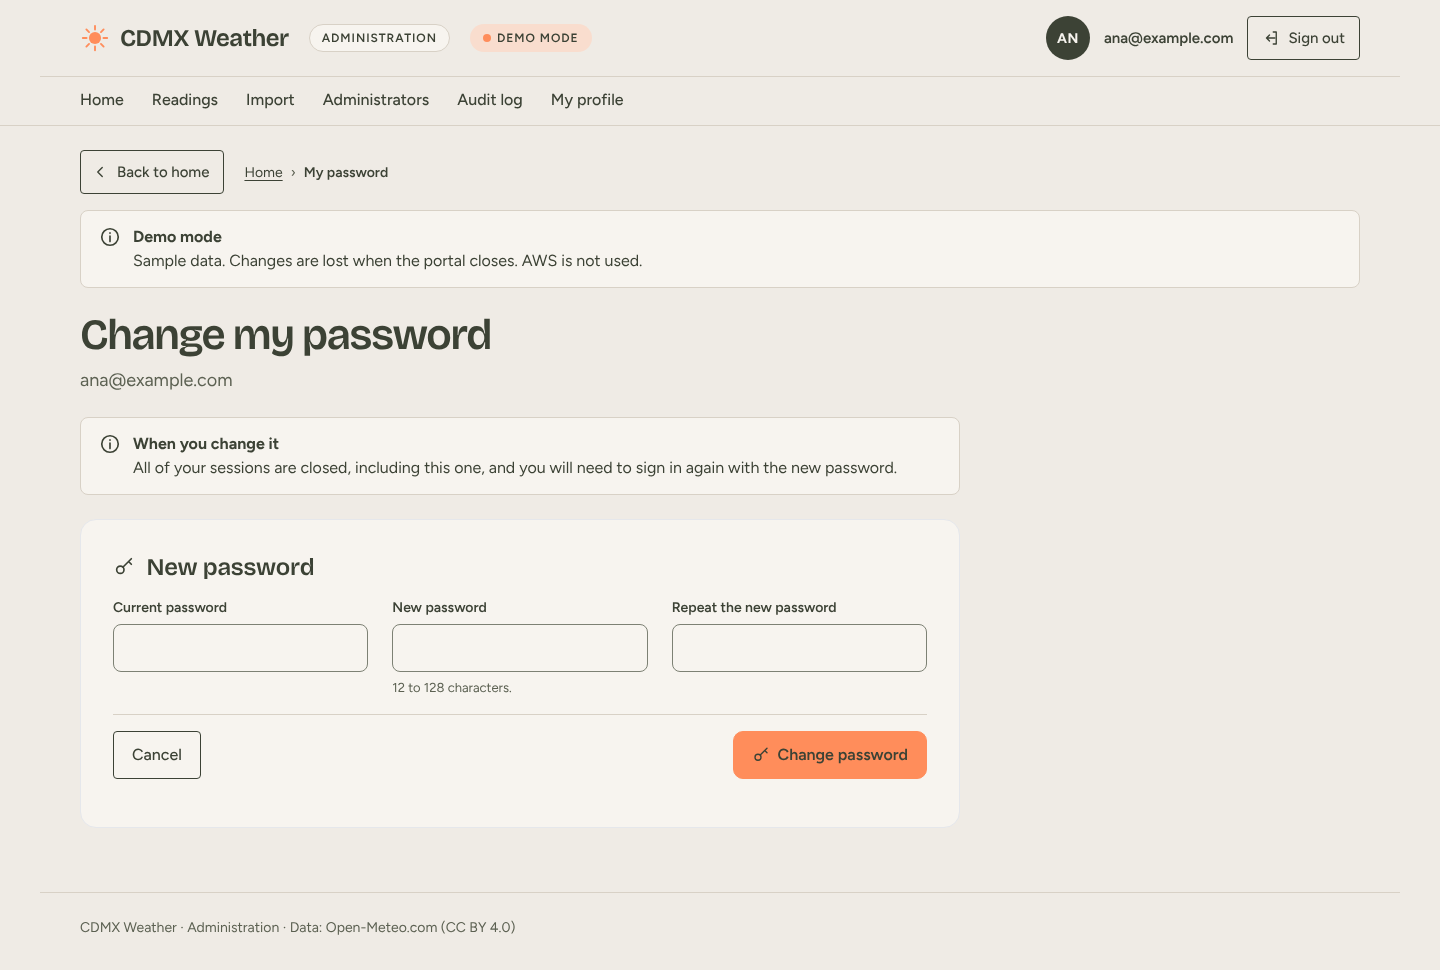 CDMX Weather
ADMINISTRATION
DEMO MODE
AN
ana@example.com
Sign out
Home
Readings
Import
Administrators
Audit log
My profile
Back to home
Home › My password
Demo mode
Sample data. Changes are lost when the portal closes. AWS is not used.
Change my password
ana@example.com
When you change it
All of your sessions are closed, including this one, and you will need to sign in again with the new password.
New password
Current password
New password
Repeat the new password
12 to 128 characters.
Cancel
Change password
CDMX Weather · Administration · Data: Open-Meteo.com (CC BY 4.0)